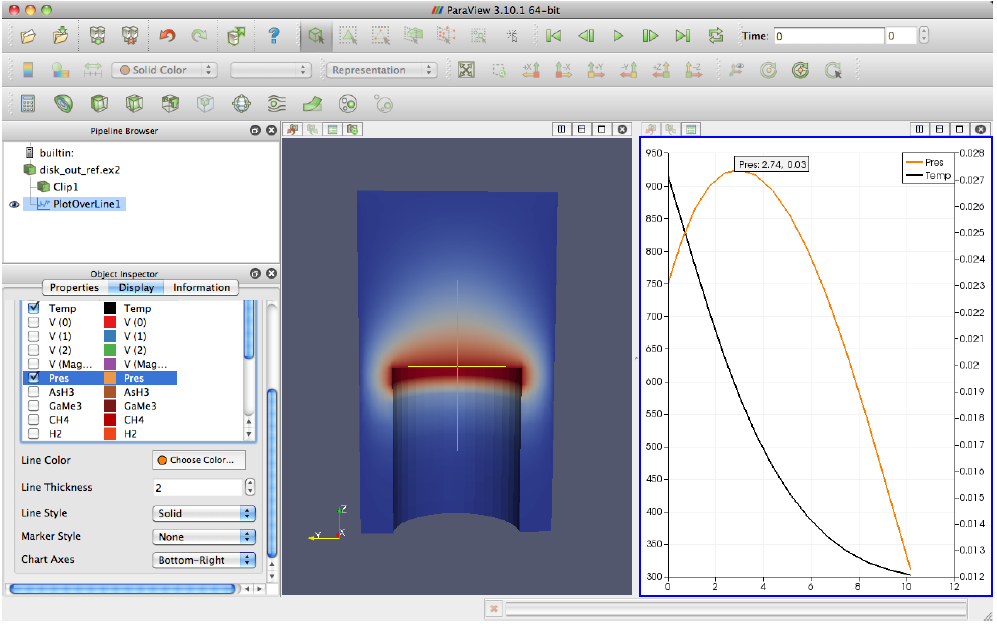 ParaView 3.10.1 64-bit
Time: 0 0
Solid Color Representation
Pipeline Browser
builtin:
disk_out_ref.ex2
Clip1
PlotOverLine1
Object Inspector
Properties Display Information
Temp Temp
V (0) V (0)
V (1) V (1)
V (2) V (2)
V (Mag... V (Mag...
Pres Pres
AsH3 AsH3
GaMe3 GaMe3
CH4 CH4
H2 H2
Line Color Choose Color...
Line Thickness 2
Line Style Solid
Marker Style None
Chart Axes Bottom-Right
Z
Y X
Pres: 2.74, 0.03
Pres
Temp
950
900
850
800
750
700
650
600
550
500
450
400
350
300
0 2 4 6 8 10 12
0.028
0.027
0.026
0.025
0.024
0.023
0.022
0.021
0.02
0.019
0.018
0.017
0.016
0.015
0.014
0.013
0.012